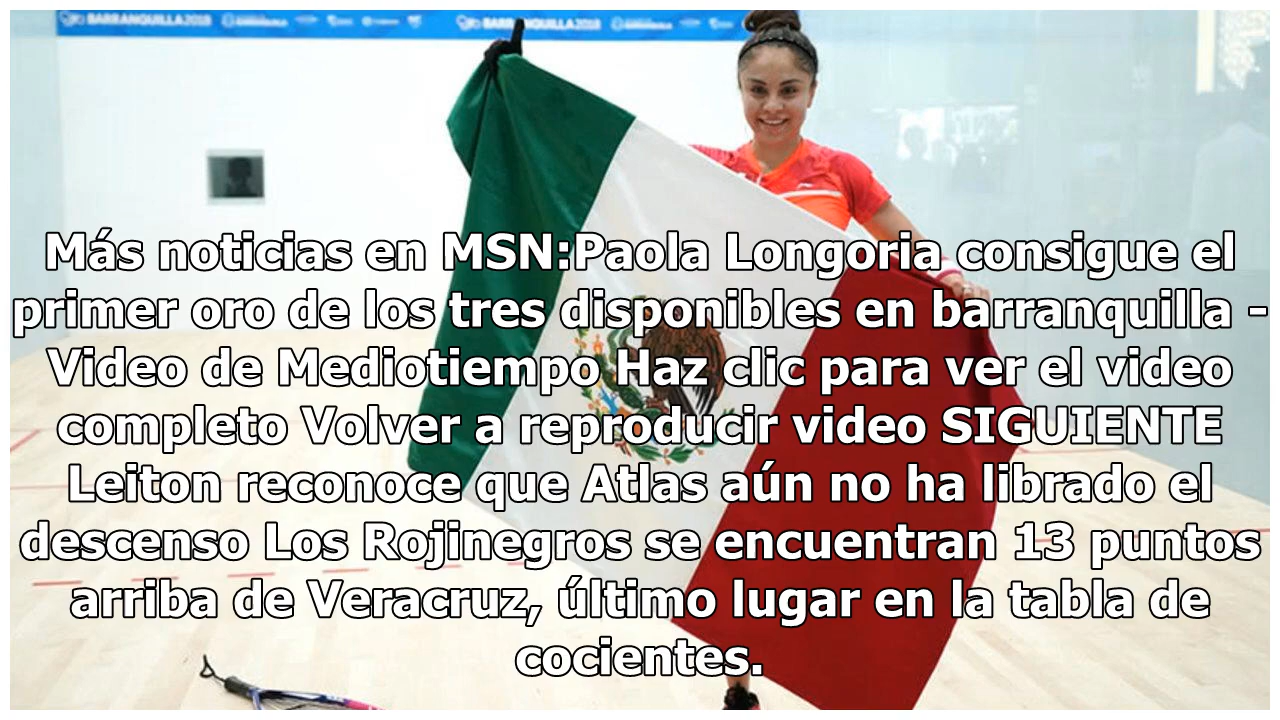 BARRANQUILLA2018 BARRANQUILLA2018
Más noticias en MSN:Paola Longoria consigue el
primer oro de los tres disponibles en barranquilla -
Video de Mediotiempo Haz clic para ver el video
completo Volver a reproducir video SIGUIENTE
Leiton reconoce que Atlas aún no ha librado el
descenso Los Rojinegros se encuentran 13 puntos
arriba de Veracruz, último lugar en la tabla de
cocientes.